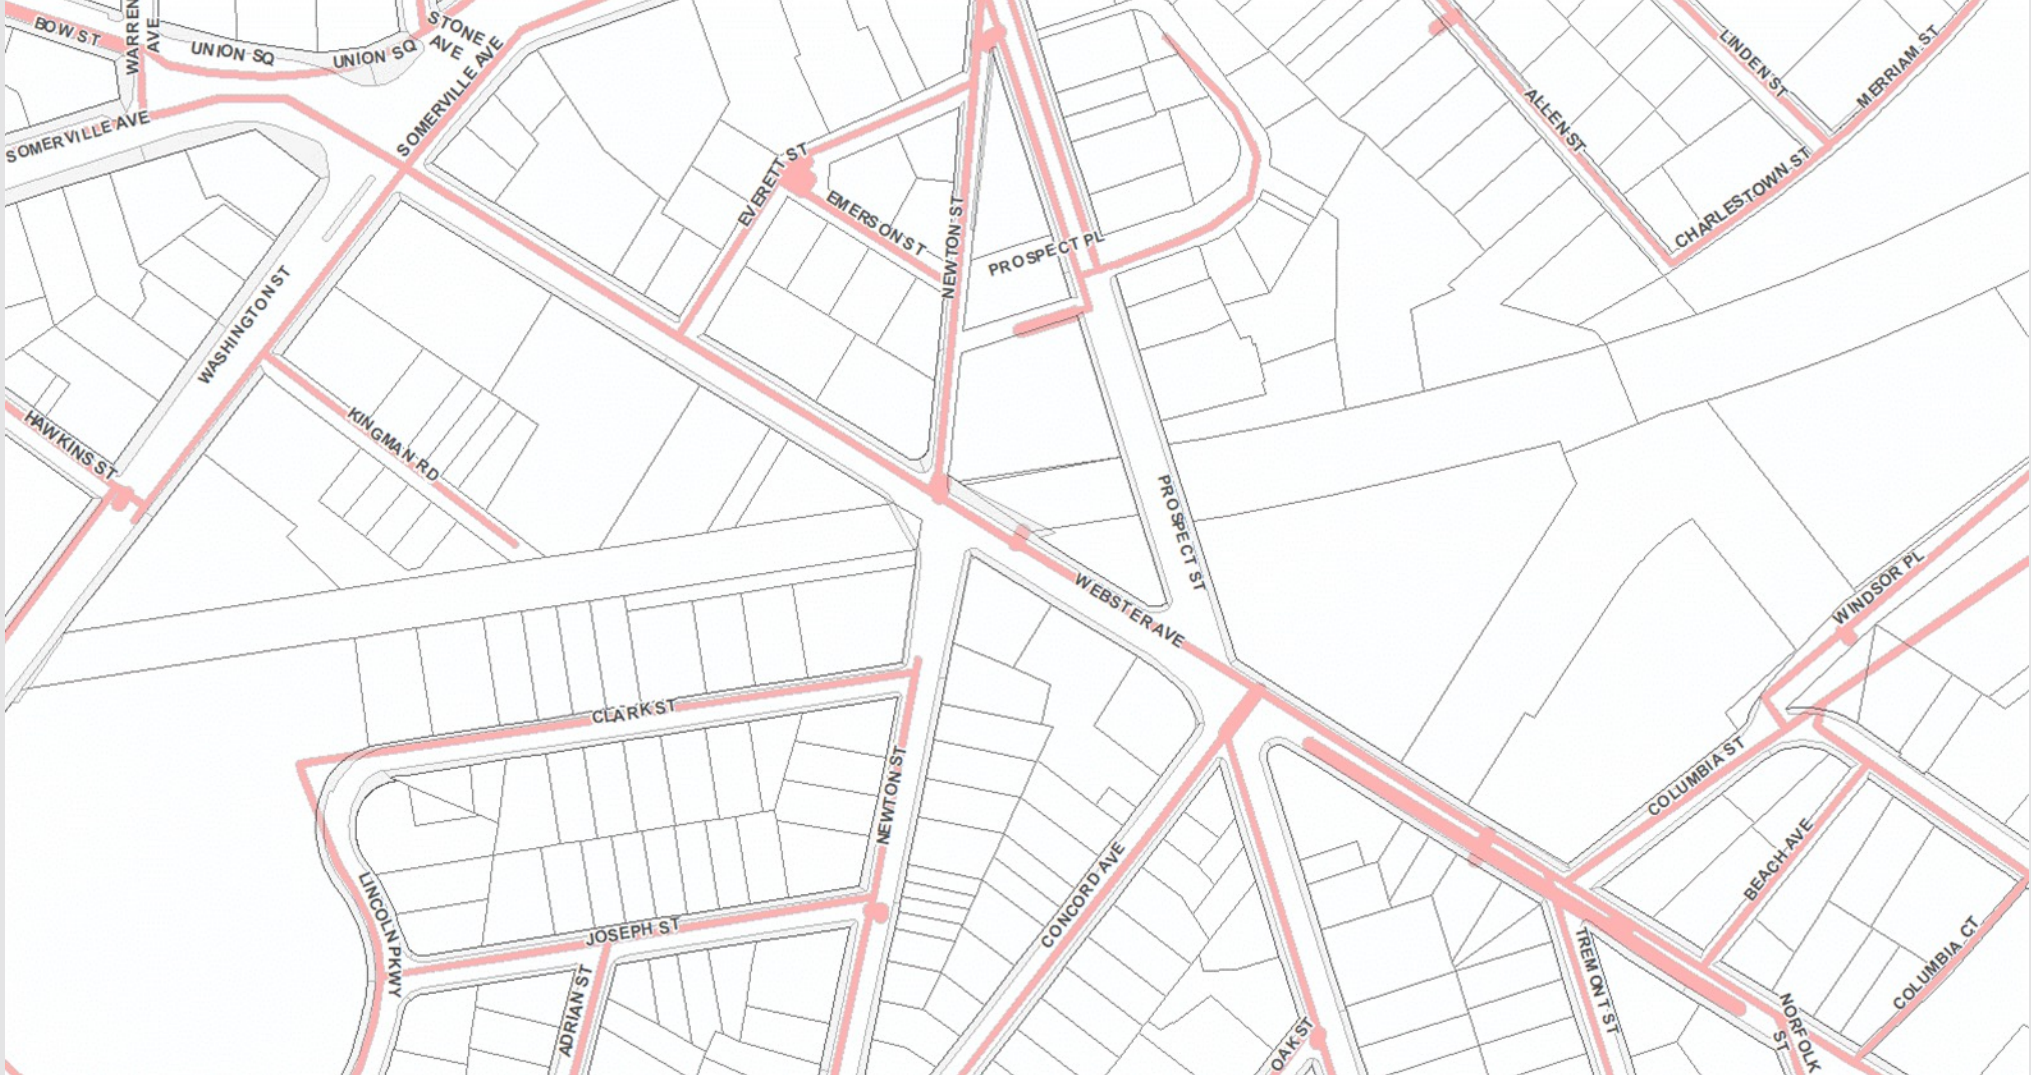 BOW ST
WARREN
AVE
UNION SQ
UNION SQ
STONE
AVE
SOMERVILLE AVE
SOMERVILLE AVE
LINDEN ST
MERRIAM ST
ALLEN ST
CHARLESTOWN ST
EVERETT ST
EMERSON ST
NEWTON ST
PROSPECT PL
WASHINGTON ST
HAWKINS ST
KINGMAN RD
PROSPECT ST
WEBSTER AVE
WINDSOR PL
CLARK ST
NEWTON ST
COLUMBIA ST
BEACH AVE
CONCORD AVE
LINCOLN PKWY
JOSEPH ST
ADRIAN ST
TREMONT ST
COLUMBIA CT
NORFOLK
ST
OAK ST